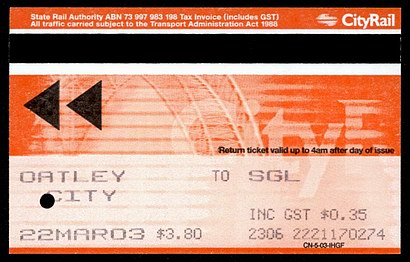 State Rail Authority ABN 73 997 983 198 Tax Invoice (includes GST)
All traffic carried subject to the Transport Administration Act 1988
CityRail
Return ticket valid up to 4am after day of issue
OATLEY TO SGL
CITY
INC GST $0.35
22MAR03 $3.80 2306 2221170274
CN-5-03-IHGF